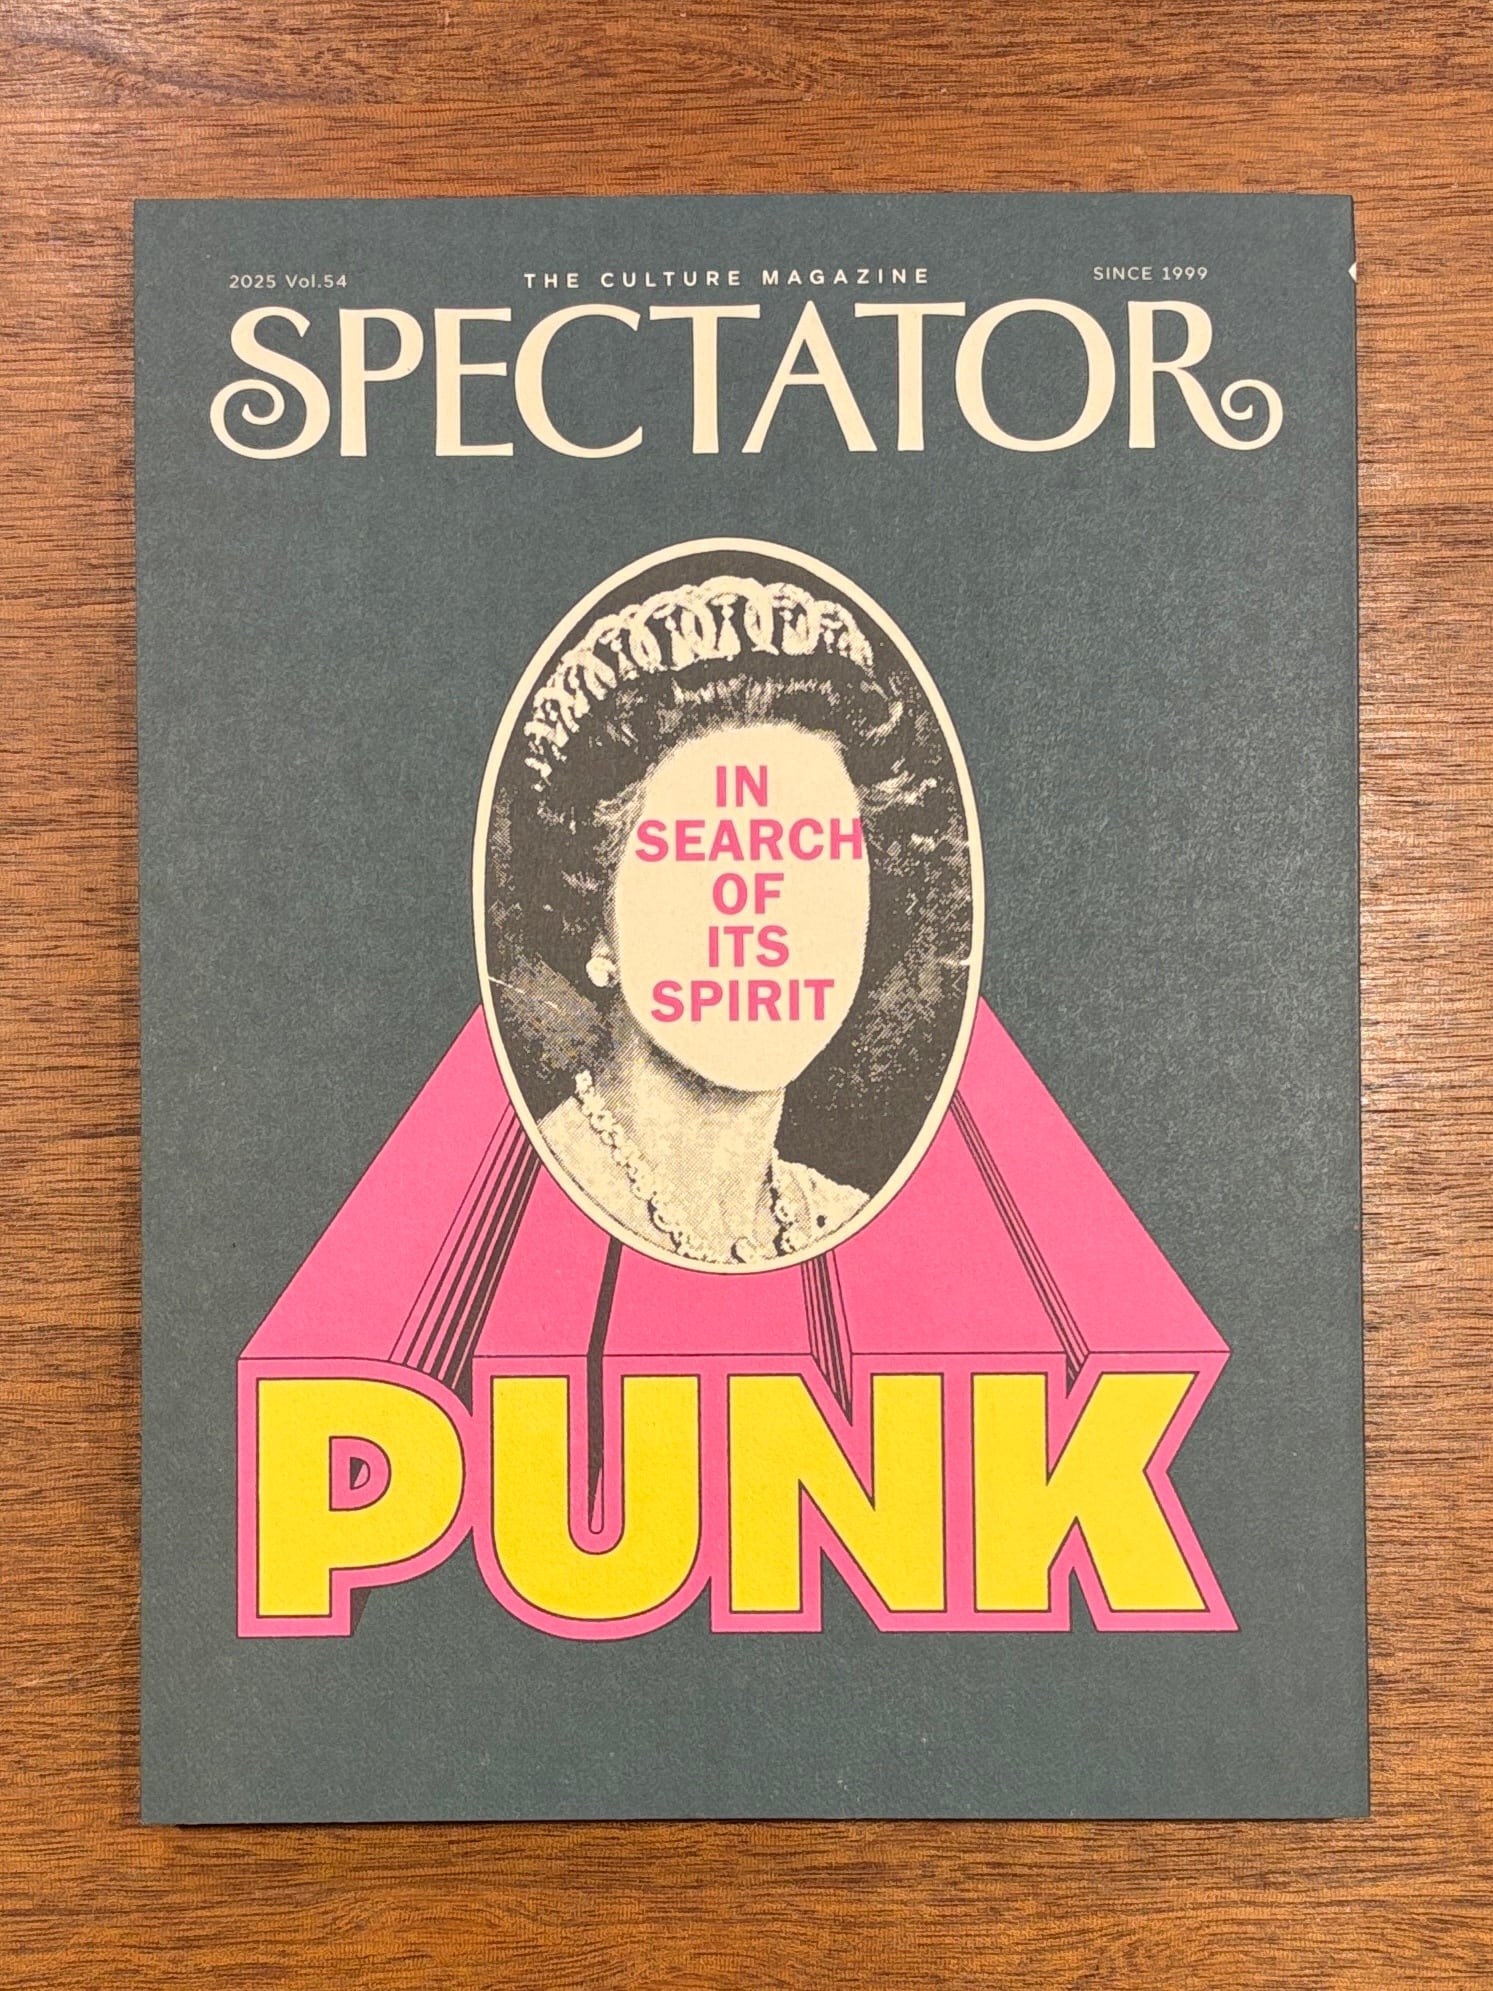 2025 Vol.54
THE CULTURE MAGAZINE
SINCE 1999
SPECTATOR
IN
SEARCH
OF
ITS
SPIRIT
PUNK